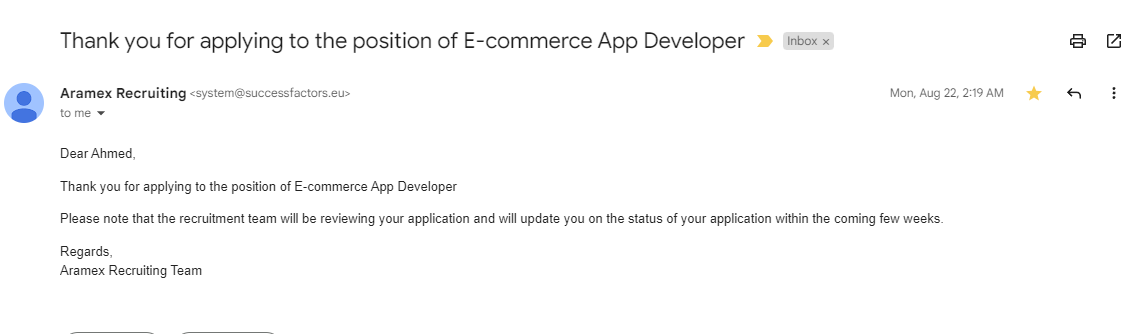 Thank you for applying to the position of E-commerce App Developer Inbox x
Aramex Recruiting <system@successfactors.eu> Mon, Aug 22, 2:19 AM
to me
Dear Ahmed,
Thank you for applying to the position of E-commerce App Developer
Please note that the recruitment team will be reviewing your application and will update you on the status of your application within the coming few weeks.
Regards,
Aramex Recruiting Team